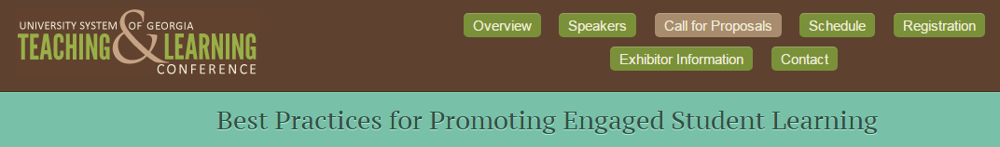 UNIVERSITY SYSTEM OF GEORGIA
TEACHING & LEARNING
CONFERENCE
Overview Speakers Call for Proposals Schedule Registration
Exhibitor Information Contact
Best Practices for Promoting Engaged Student Learning